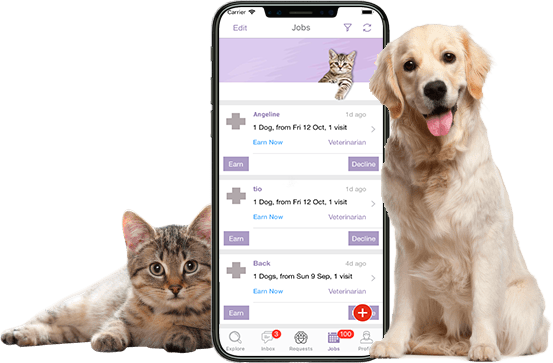 Carrier
Edit Jobs
Angeline 1d ago
1 Dog, from Fri 12 Oct, 1 visit
Earn Now Veterinarian
Earn Decline
tio 1d ago
1 Dog, from Fri 12 Oct, 1 visit
Earn Now Veterinarian
Earn Decline
Back 4d ago
1 Dogs, from Sun 9 Sep, 1 visit
Earn Now Veterinarian
Earn
3 100
Explore Inbox Requests Jobs